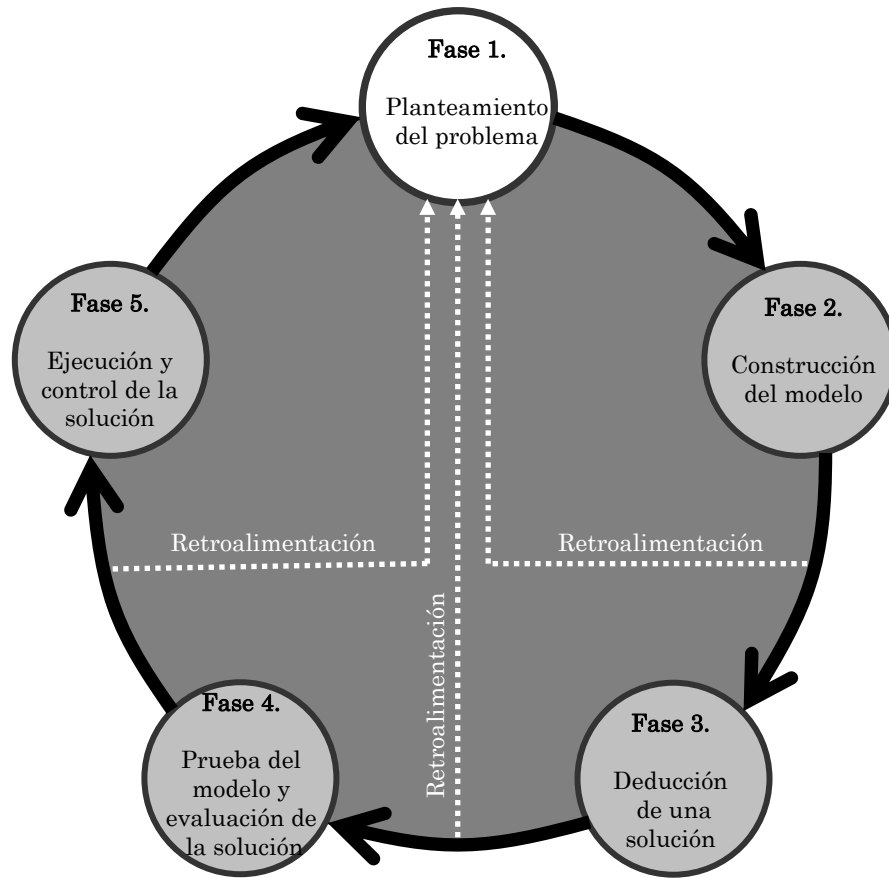 Fase 1.
Planteamiento
del problema
Fase 2.
Construcción
del modelo
Fase 3.
Deducción
de una
solución
Fase 4.
Prueba del
modelo y
evaluación de
la solución
Fase 5.
Ejecución y
control de la
solución
Retroalimentación
Retroalimentación
Retroalimentación